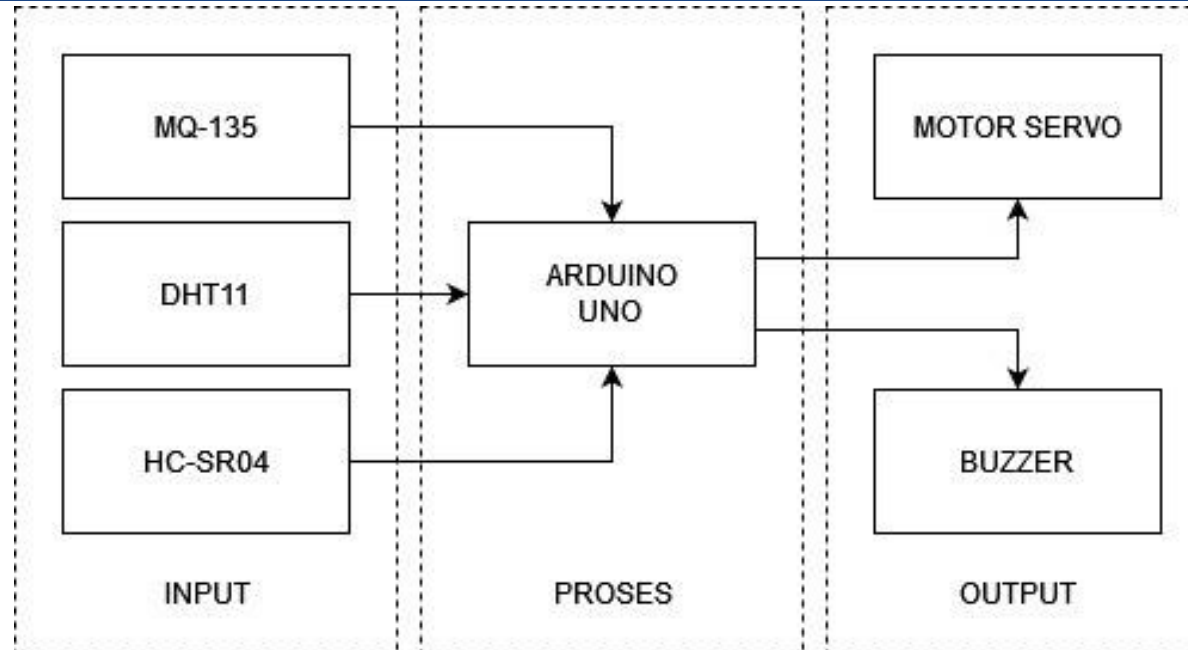 MQ-135
DHT11
HC-SR04
INPUT
ARDUINO
UNO
PROSES
MOTOR SERVO
BUZZER
OUTPUT